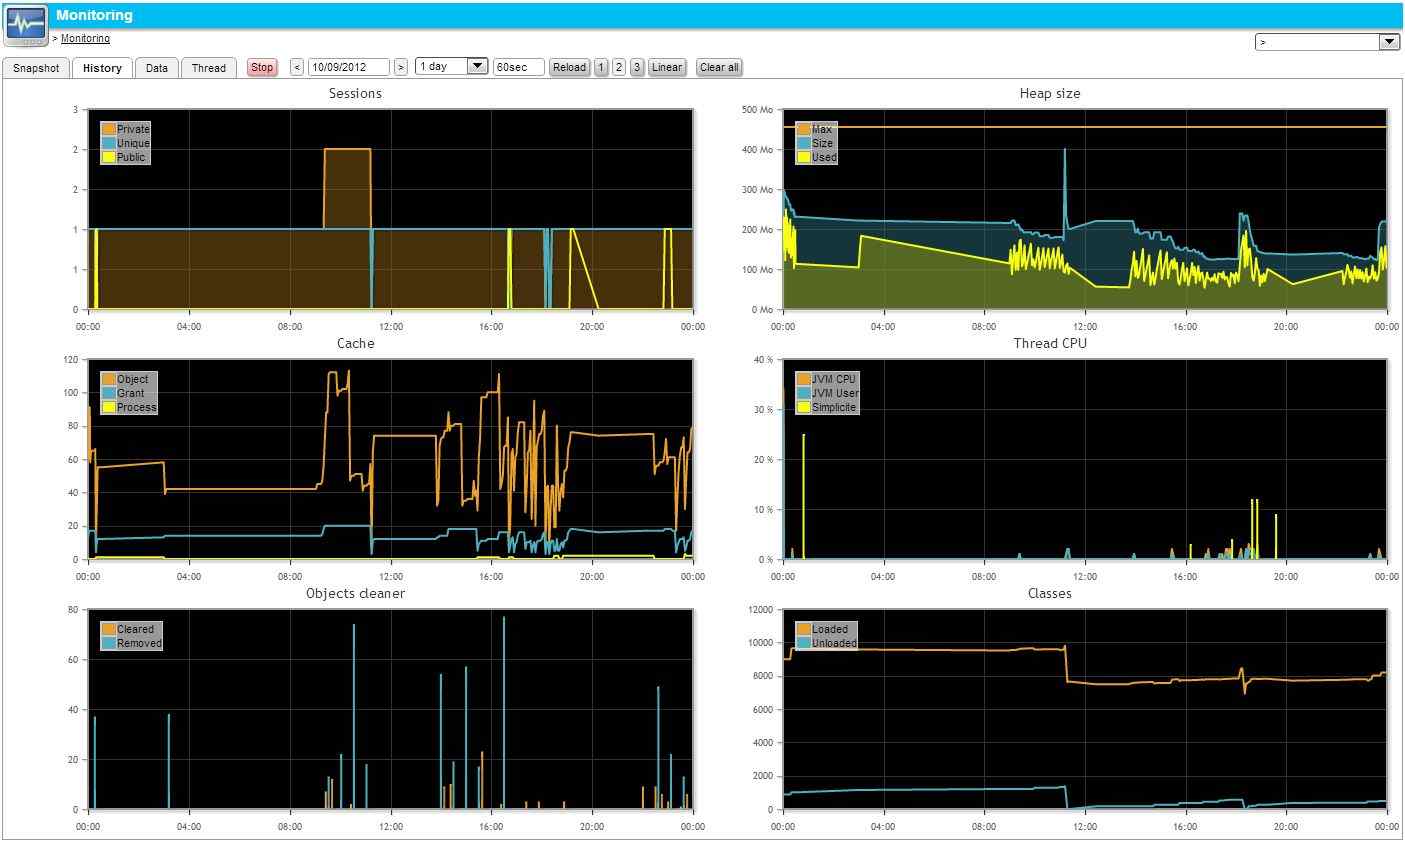 Monitoring
> Monitoring
>
Snapshot History Data Thread Stop < 10/09/2012 > 1 day 60sec Reload 1 2 3 Linear Clear all
Sessions
3
2
2
1
1
0
Private
Unique
Public
00:00 04:00 08:00 12:00 16:00 20:00 00:00
Heap size
500 Mo
400 Mo
300 Mo
200 Mo
100 Mo
0 Mo
Max
Size
Used
00:00 04:00 08:00 12:00 16:00 20:00 00:00
Cache
120
100
80
60
40
20
0
Object
Grant
Process
00:00 04:00 08:00 12:00 16:00 20:00 00:00
Thread CPU
40 %
30 %
20 %
10 %
0 %
JVM CPU
JVM User
Simplicite
00:00 04:00 08:00 12:00 16:00 20:00 00:00
Objects cleaner
80
60
40
20
0
Cleared
Removed
00:00 04:00 08:00 12:00 16:00 20:00 00:00
Classes
12000
10000
8000
6000
4000
2000
0
Loaded
Unloaded
00:00 04:00 08:00 12:00 16:00 20:00 00:00